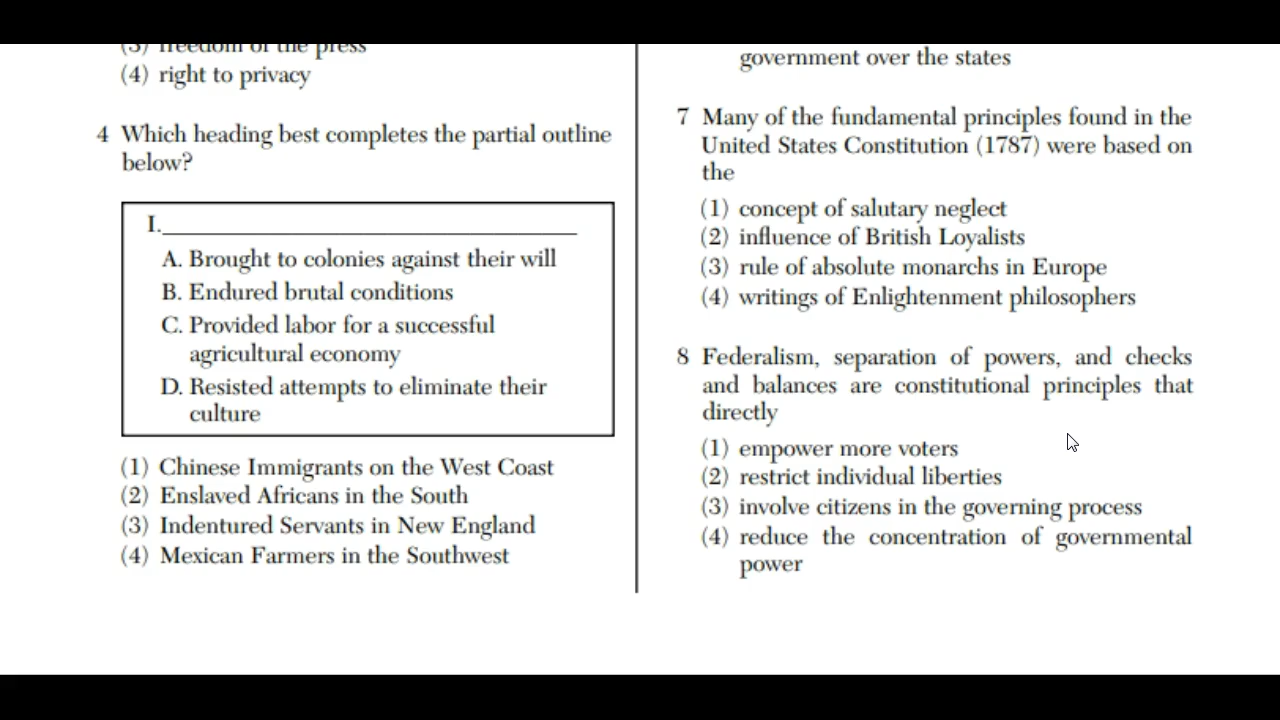 (3) freedom of the press
(4) right to privacy
4 Which heading best completes the partial outline
below?
I.
A. Brought to colonies against their will
B. Endured brutal conditions
C. Provided labor for a successful
agricultural economy
D. Resisted attempts to eliminate their
culture
(1) Chinese Immigrants on the West Coast
(2) Enslaved Africans in the South
(3) Indentured Servants in New England
(4) Mexican Farmers in the Southwest
government over the states
7 Many of the fundamental principles found in the
United States Constitution (1787) were based on
the
(1) concept of salutary neglect
(2) influence of British Loyalists
(3) rule of absolute monarchs in Europe
(4) writings of Enlightenment philosophers
8 Federalism, separation of powers, and checks
and balances are constitutional principles that
directly
(1) empower more voters
(2) restrict individual liberties
(3) involve citizens in the governing process
(4) reduce the concentration of governmental
power